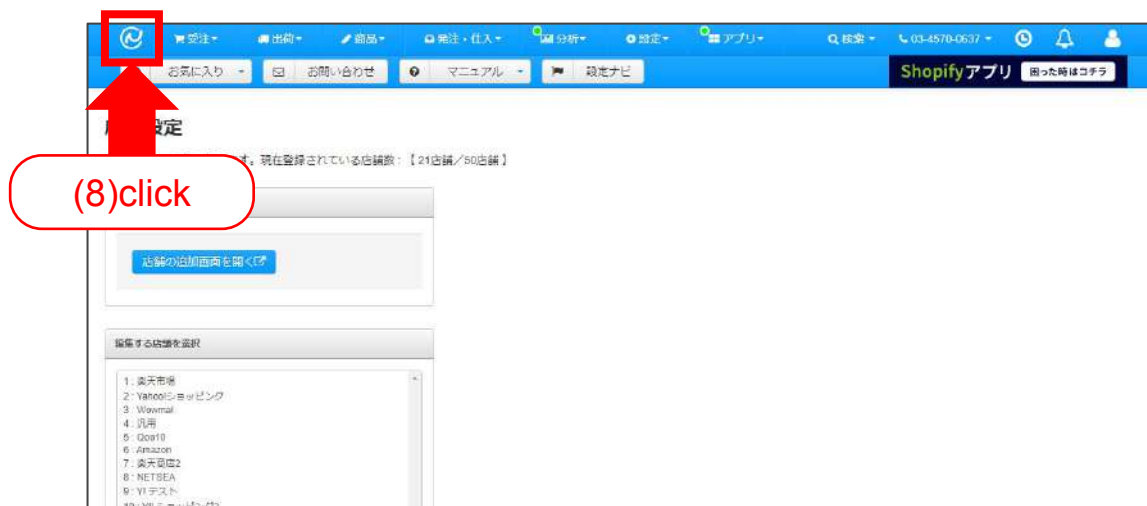 受注 出荷 商品 発注・仕入 分析 設定 アプリ 検索 03-4570-0637
お気に入り お問い合わせ マニュアル 設定ナビ Shopifyアプリ 困った時はコチラ
設定
す。現在登録されている店舗数:【21店舗/50店舗】
(8)click
店舗の追加画面を開く
編集する店舗を選択
1 : 楽天市場
2 : Yahoo!ショッピング
3 : Wowma!
4 : 汎用
5 : Qoo10
6 : Amazon
7 : 楽天商店2
8 : NETSEA
9 : Y!テスト